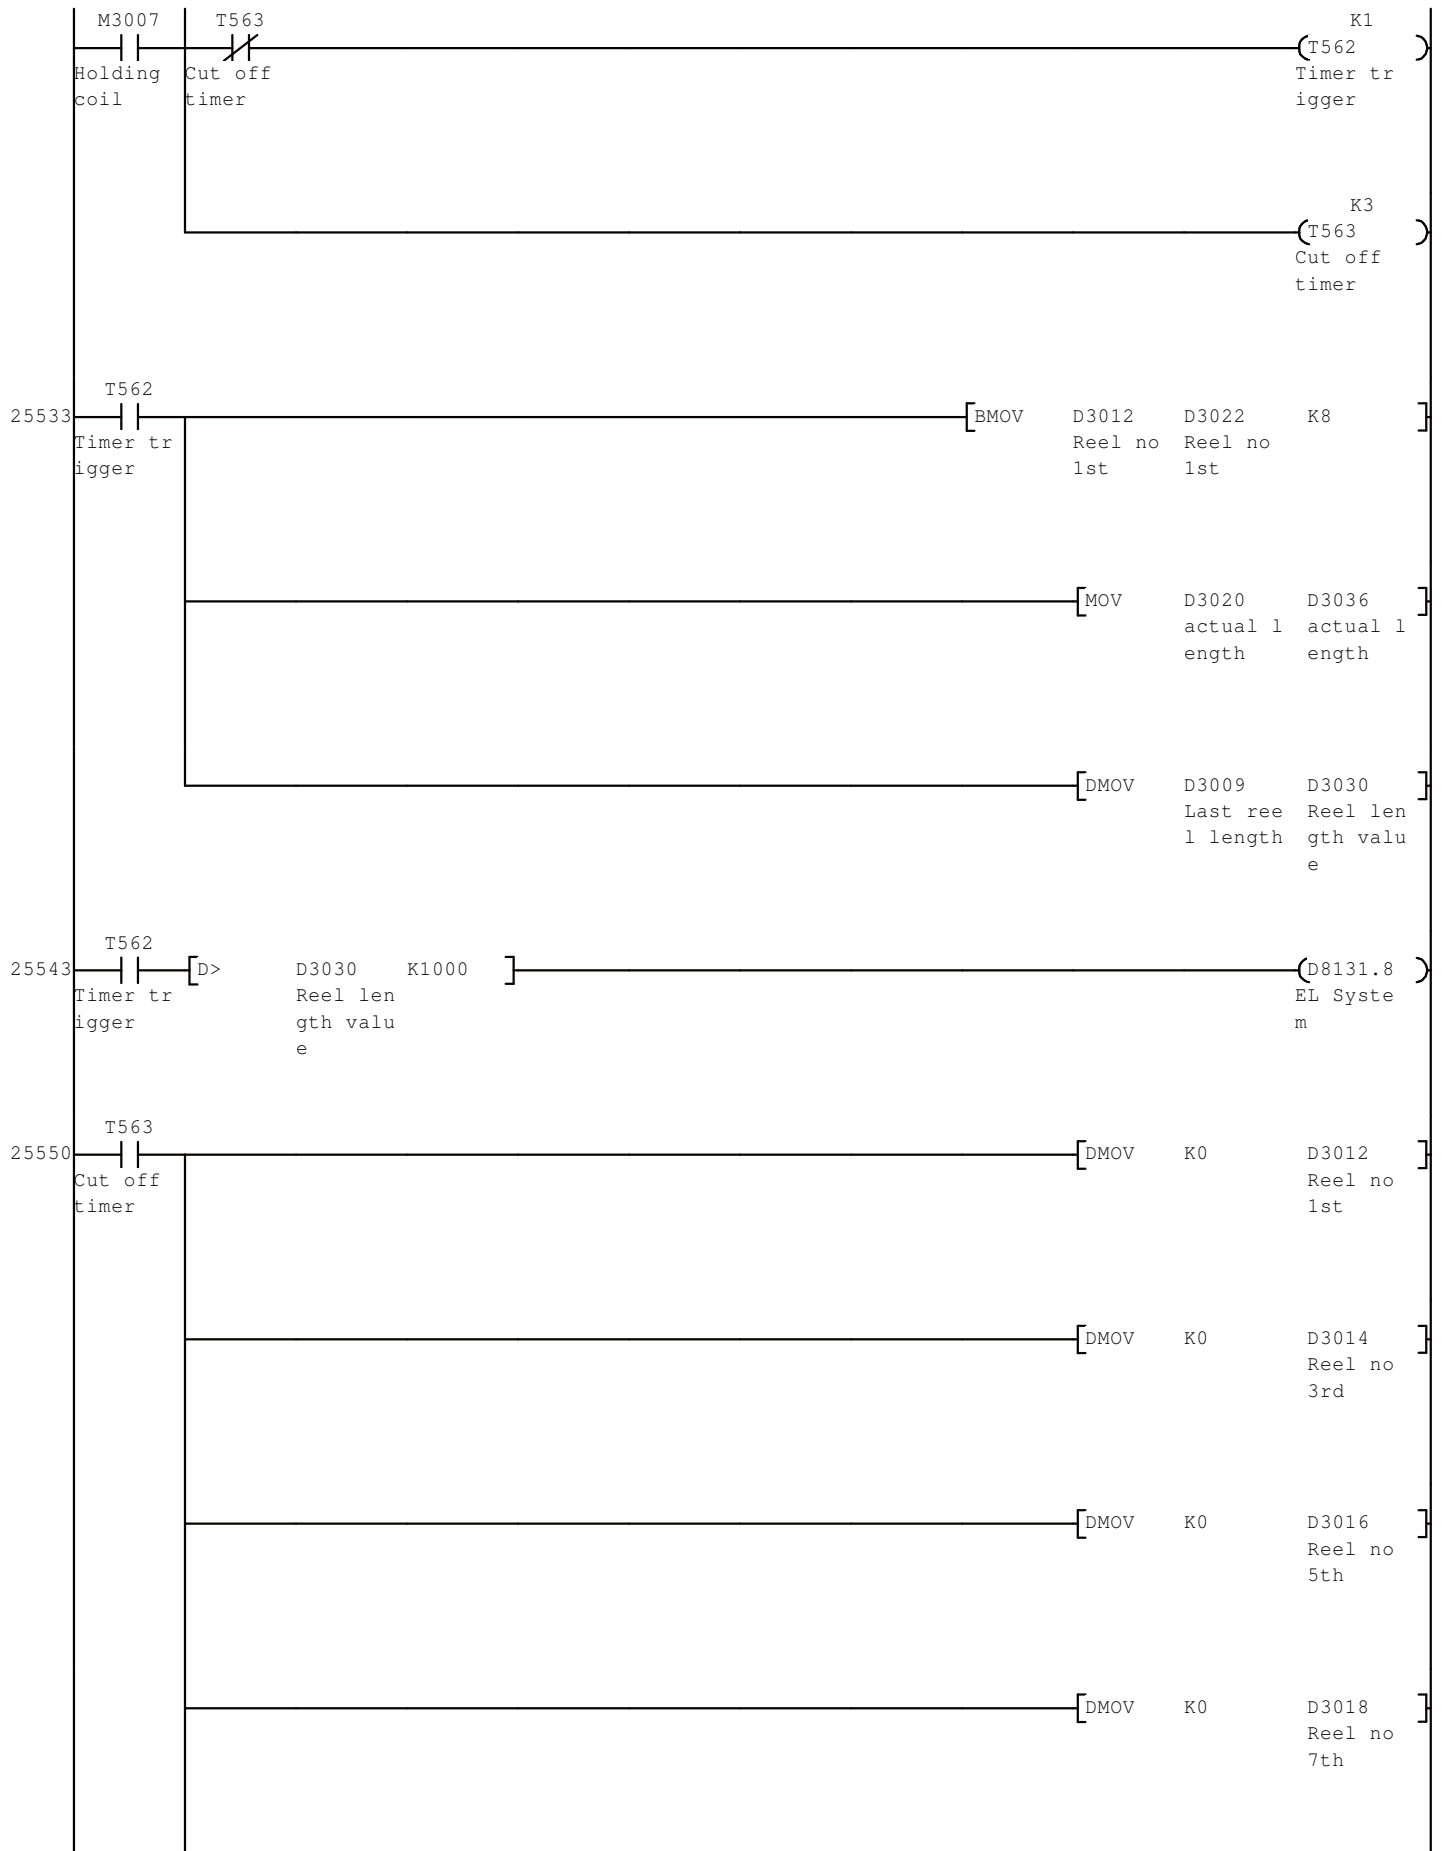 M3007 T563 K1
T562
Holding Cut off Timer tr
coil timer igger
K3
T563
Cut off
timer
T562
25533 BMOV D3012 D3022 K8
Timer tr Reel no Reel no
igger 1st 1st
MOV D3020 D3036
actual l actual l
ength ength
DMOV D3009 D3030
Last ree Reel len
l length gth valu
e
T562
25543 D> D3030 K1000 D8131.8
Timer tr Reel len EL Syste
igger gth valu m
e
T563
25550 DMOV K0 D3012
Cut off Reel no
timer 1st
DMOV K0 D3014
Reel no
3rd
DMOV K0 D3016
Reel no
5th
DMOV K0 D3018
Reel no
7th